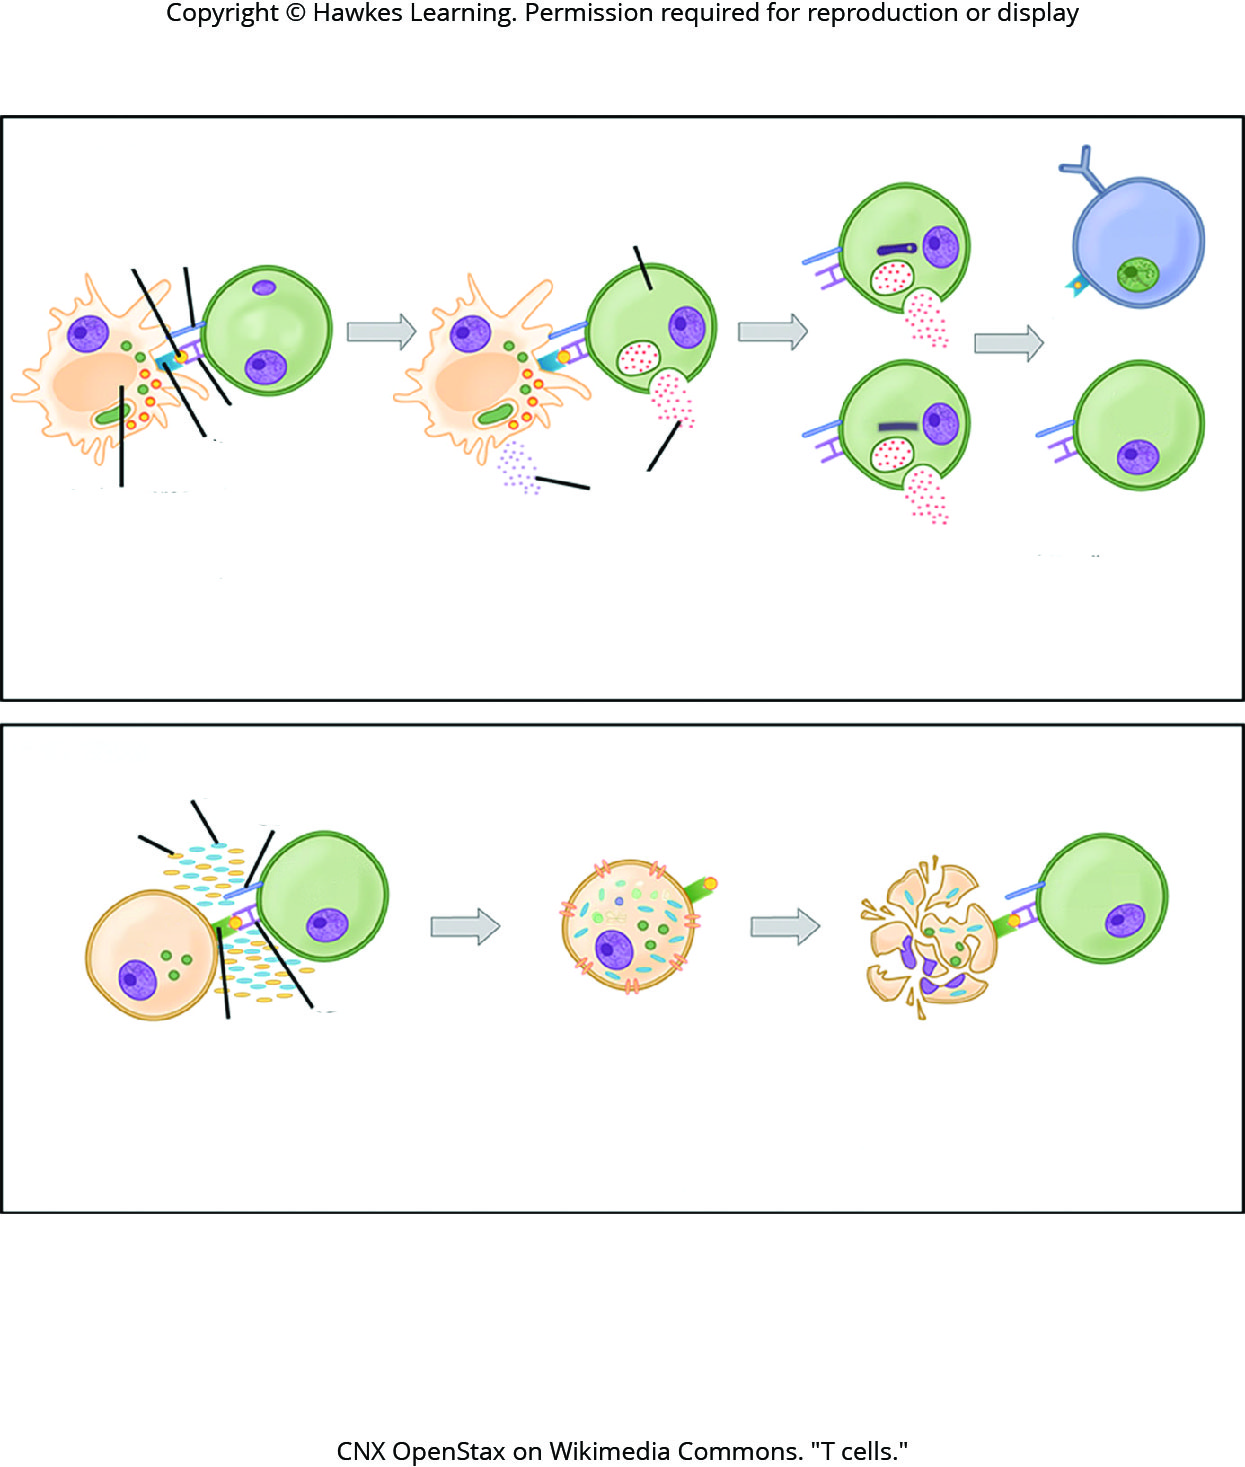 Copyright © Hawkes Learning. Permission required for reproduction or display
CNX OpenStax on Wikimedia Commons. "T cells."